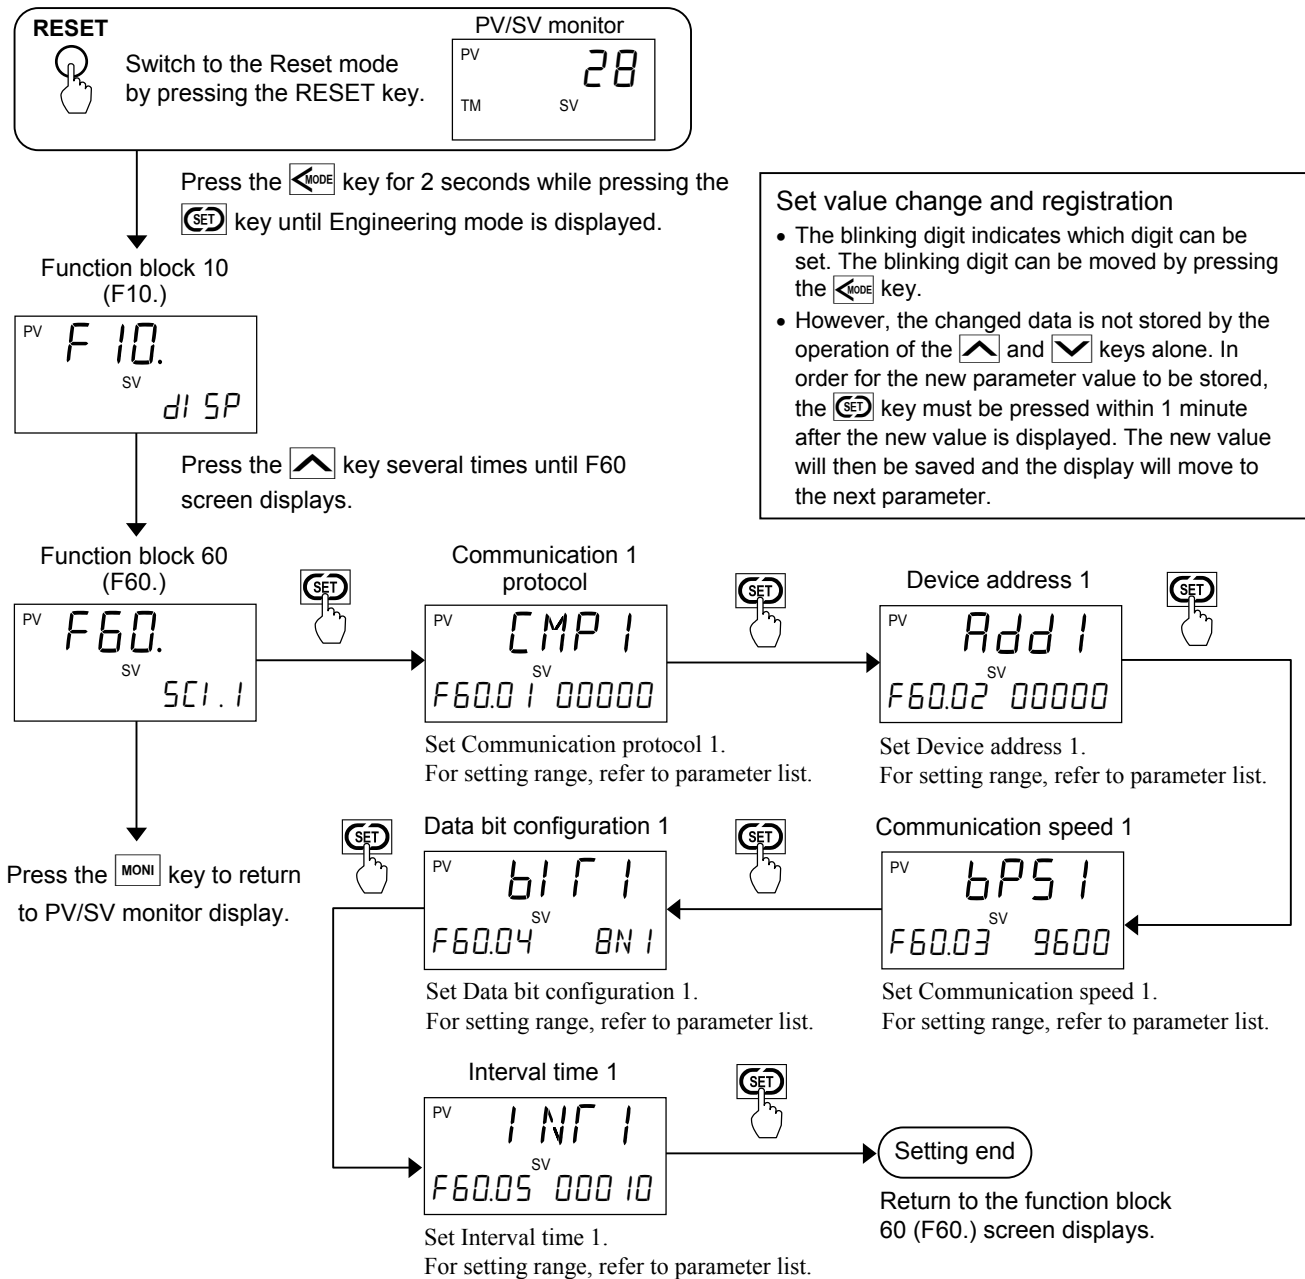 RESET
Switch to the Reset mode
by pressing the RESET key.
PV/SV monitor
PV
28
TM SV
Press the <MODE key for 2 seconds while pressing the
SET key until Engineering mode is displayed.
Set value change and registration
• The blinking digit indicates which digit can be
set. The blinking digit can be moved by pressing
the <MODE key.
• However, the changed data is not stored by the
operation of the ∧ and ∨ keys alone. In
order for the new parameter value to be stored,
the SET key must be pressed within 1 minute
after the new value is displayed. The new value
will then be saved and the display will move to
the next parameter.
Function block 10
(F10.)
PV F 10.
SV
dI SP
Press the ∧ key several times until F60
screen displays.
Function block 60
(F60.)
PV F60.
SV
SCI.1
SET
Communication 1
protocol
PV CMP1
SV
F60.01 00000
Set Communication protocol 1.
For setting range, refer to parameter list.
SET
Device address 1
PV Add1
SV
F60.02 00000
Set Device address 1.
For setting range, refer to parameter list.
SET
Communication speed 1
PV bPS1
SV
F60.03 9600
Set Communication speed 1.
For setting range, refer to parameter list.
SET
Data bit configuration 1
PV bIT1
SV
F60.04 8N1
Set Data bit configuration 1.
For setting range, refer to parameter list.
SET
Interval time 1
PV INT1
SV
F60.05 00010
Set Interval time 1.
For setting range, refer to parameter list.
SET
Setting end
Return to the function block
60 (F60.) screen displays.
Press the MONI key to return
to PV/SV monitor display.